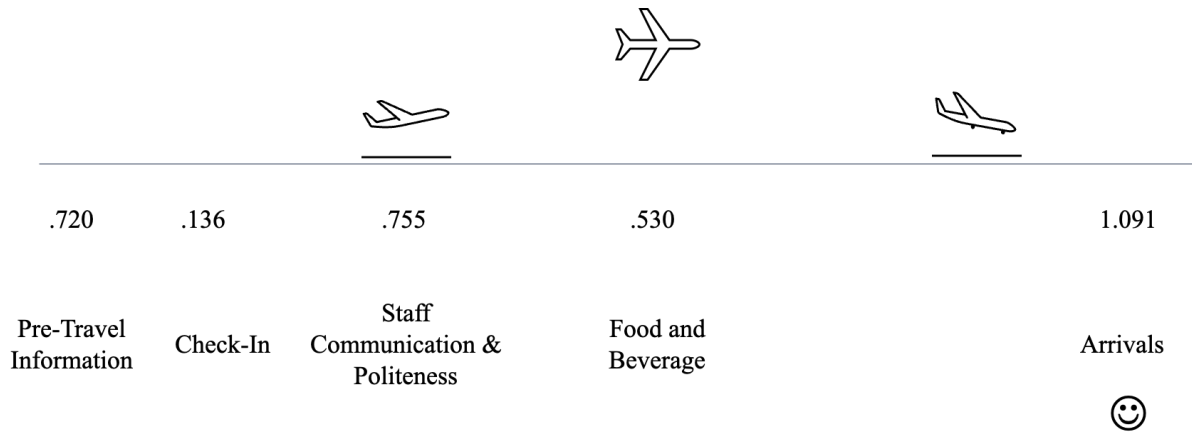 .720
.136
.755
.530
1.091
Pre-Travel
Information
Check-In
Staff
Communication &
Politeness
Food and
Beverage
Arrivals